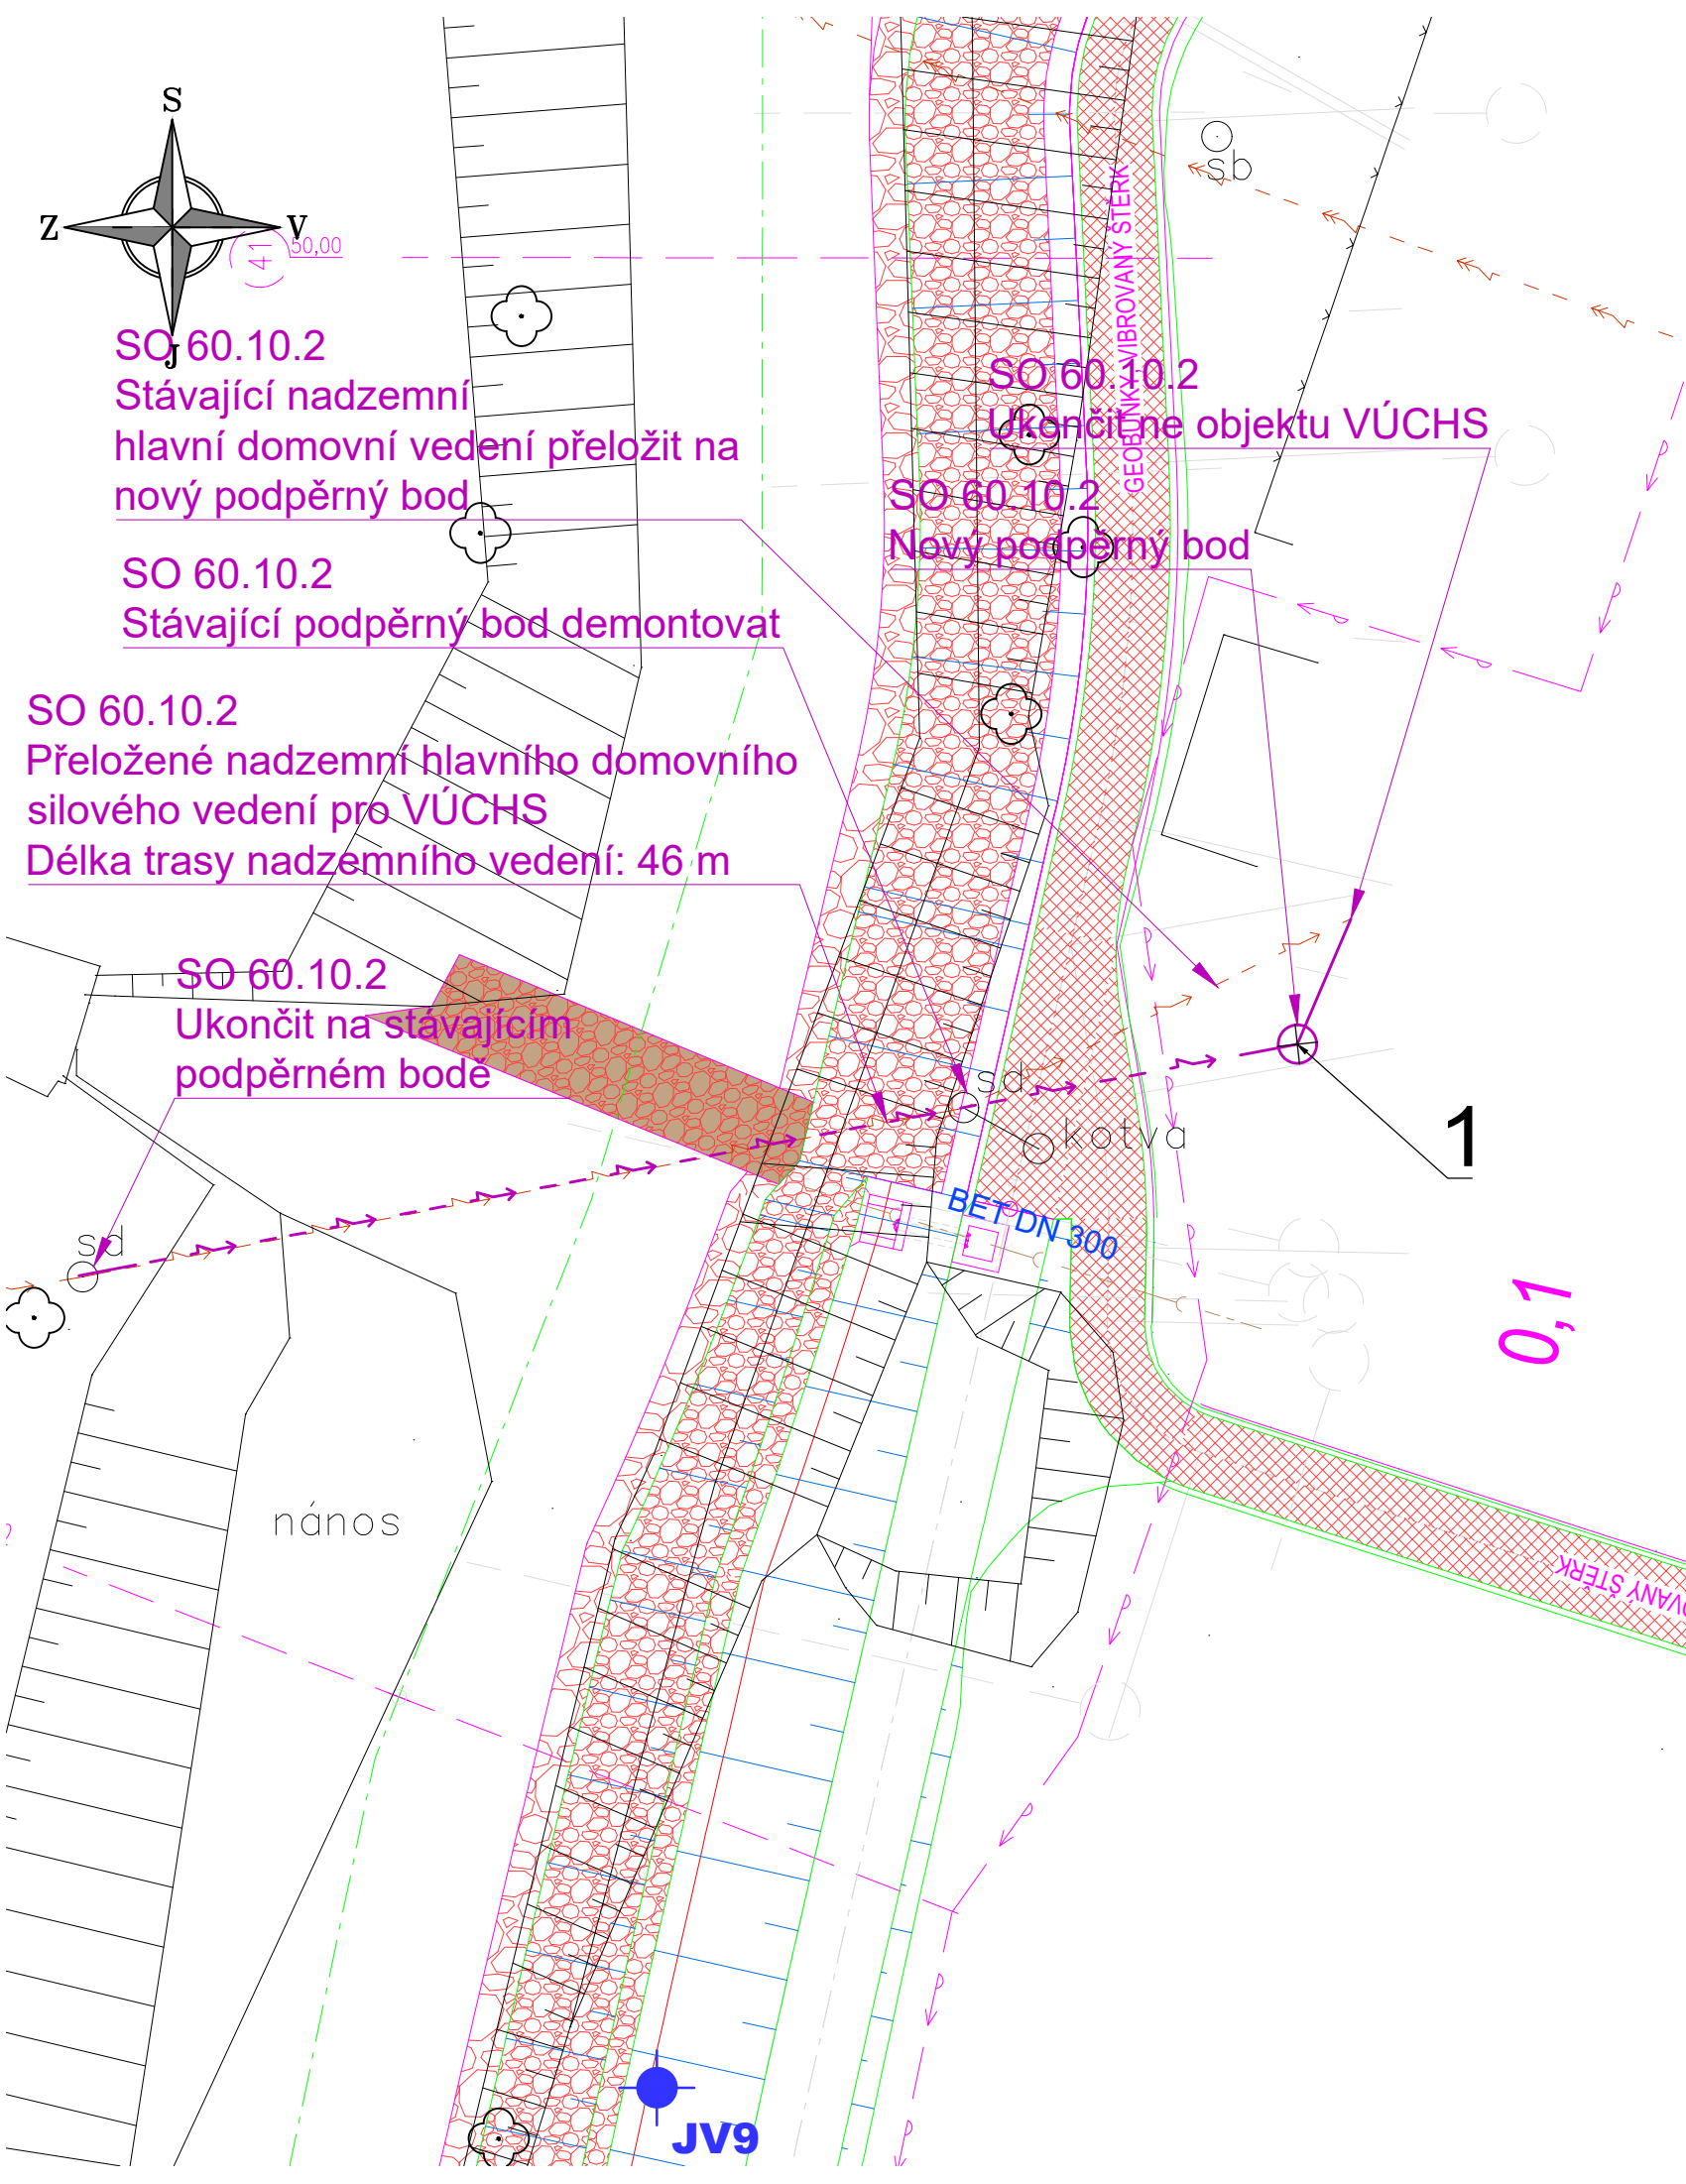 S
Z
V
J
41
50,00
sb
GEOBUŇKY, VIBROVANÝ ŠTĚRK
SO 60.10.2
Stávající nadzemní
hlavní domovní vedení přeložit na
nový podpěrný bod
SO 60.10.2
Ukončit ne objektu VÚCHS
SO 60.10.2
Nový podpěrný bod
SO 60.10.2
Stávající podpěrný bod demontovat
SO 60.10.2
Přeložené nadzemní hlavního domovního
silového vedení pro VÚCHS
Délka trasy nadzemního vedení: 46 m
SO 60.10.2
Ukončit na stávajícím
podpěrném bodě
sd
kotva
1
BET DN 300
sd
0,1
nános
OVANÝ ŠTĚRK
JV9